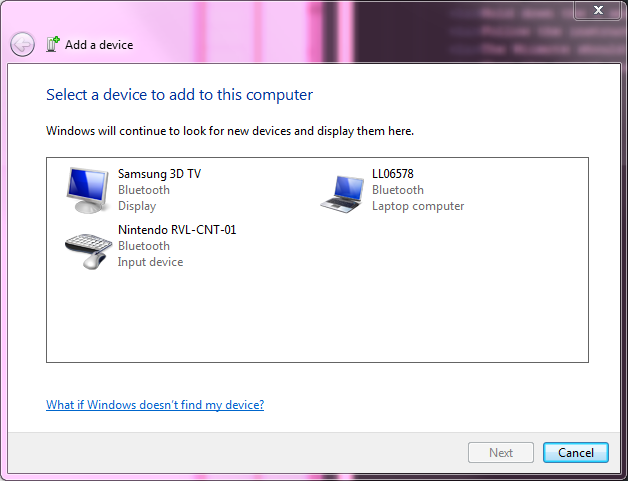 Add a device
Select a device to add to this computer
Windows will continue to look for new devices and display them here.
Samsung 3D TV
Bluetooth
Display
LL06578
Bluetooth
Laptop computer
Nintendo RVL-CNT-01
Bluetooth
Input device
What if Windows doesn't find my device?
Next
Cancel